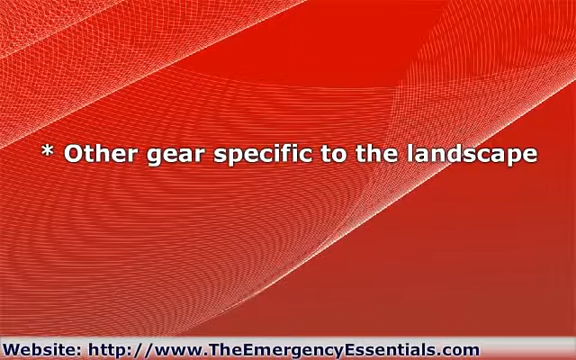 * Other gear specific to the landscape
Website: http://www.TheEmergencyEssentials.com